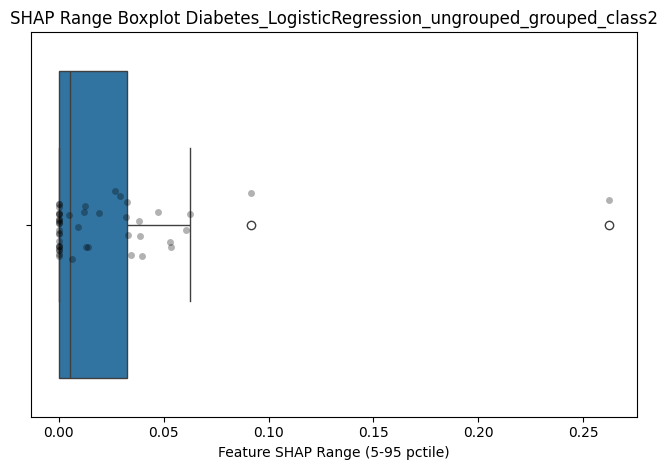 SHAP Range Boxplot Diabetes_LogisticRegression_ungrouped_grouped_class2
0.00 0.05 0.10 0.15 0.20 0.25
Feature SHAP Range (5-95 pctile)